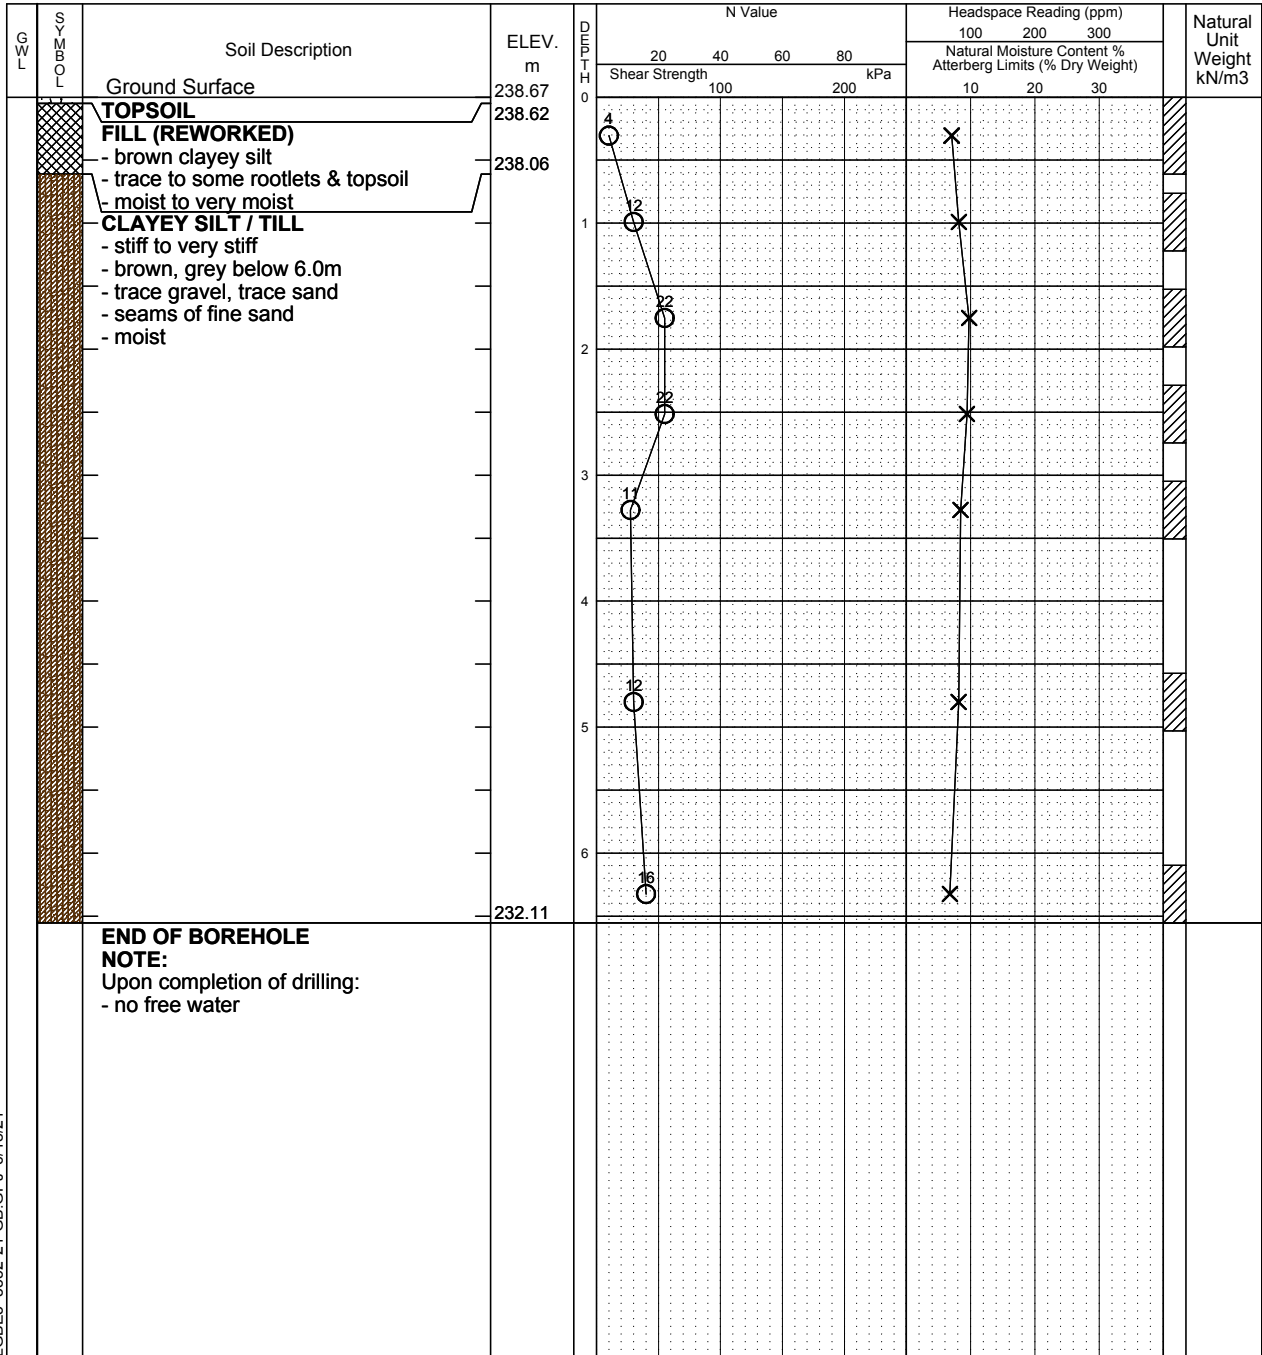 GWL
SYMBOL
Soil Description
Ground Surface
ELEV.
m
DEPTH
N Value
20 40 60 80
Shear Strength kPa
100 200
Headspace Reading (ppm)
100 200 300
Natural Moisture Content %
Atterberg Limits (% Dry Weight)
10 20 30
Natural
Unit
Weight
kN/m3
238.67
0
TOPSOIL
238.62
FILL (REWORKED)
4
- brown clayey silt
238.06
- trace to some rootlets & topsoil
- moist to very moist
12
CLAYEY SILT / TILL
1
- stiff to very stiff
- brown, grey below 6.0m
- trace gravel, trace sand
22
- seams of fine sand
- moist
2
22
3
11
4
12
5
6
16
232.11
END OF BOREHOLE
NOTE:
Upon completion of drilling:
- no free water